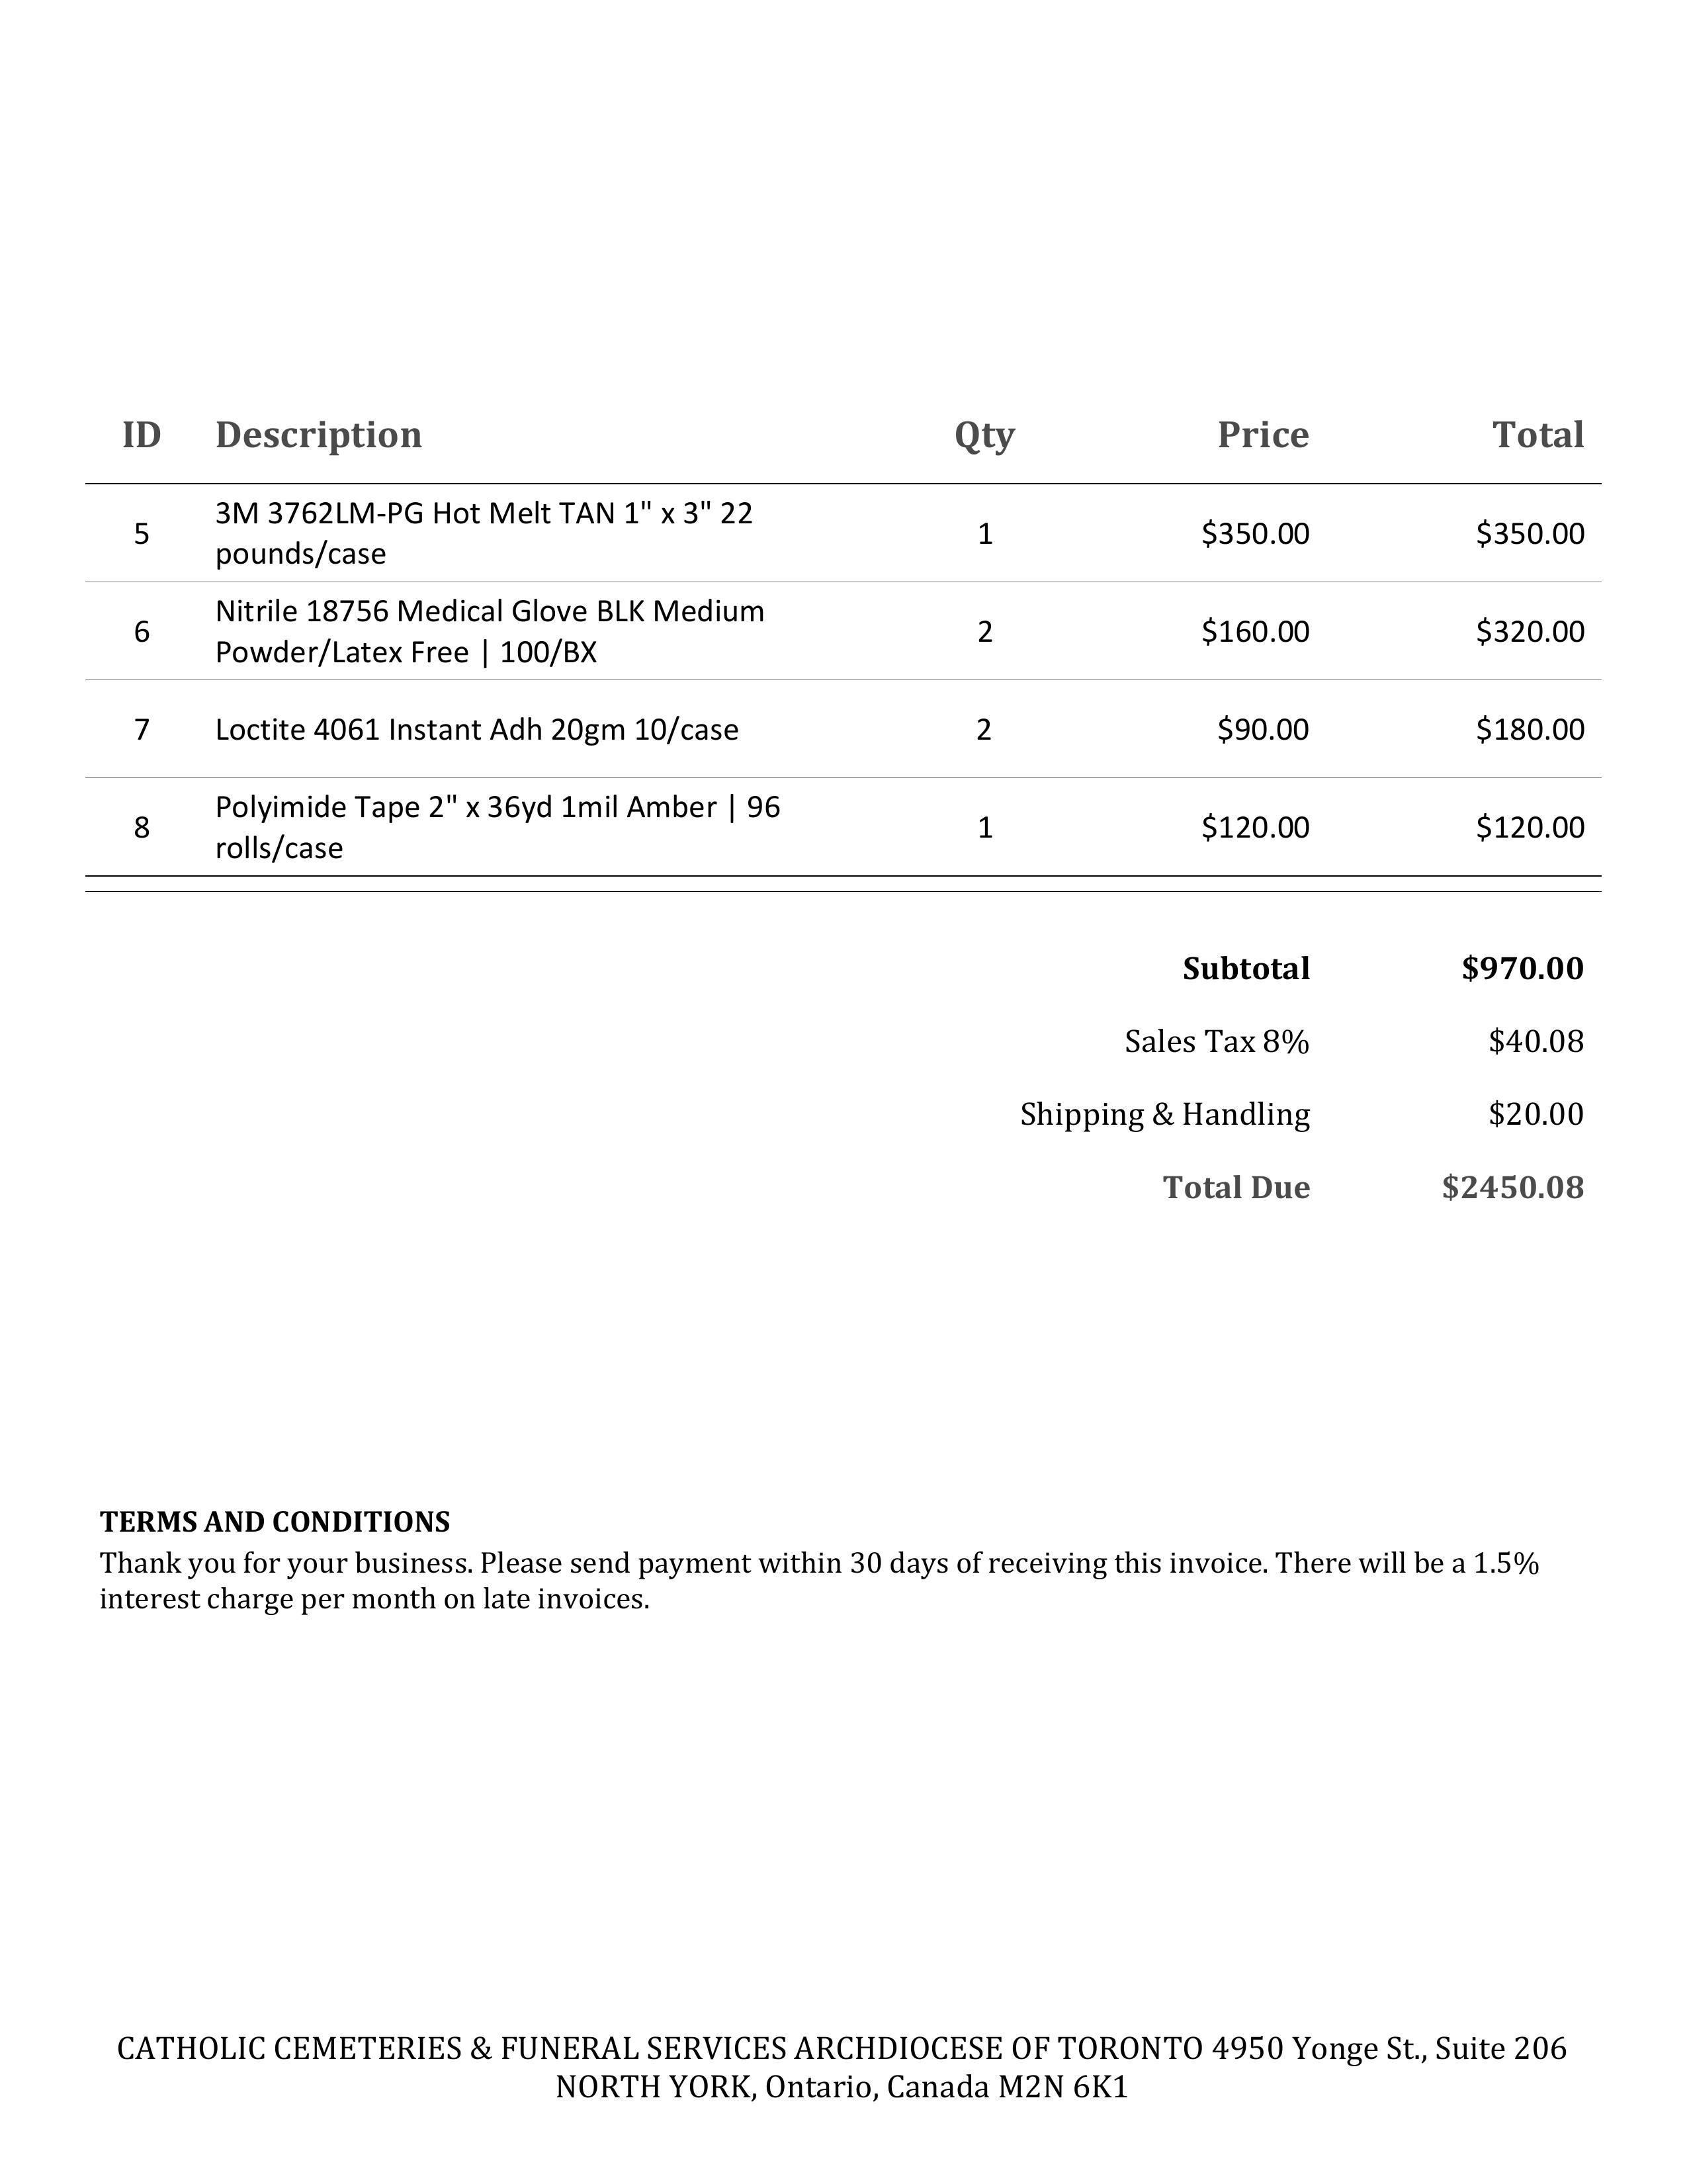 ID Description Qty Price Total
5 3M 3762LM-PG Hot Melt TAN 1" x 3" 22 pounds/case 1 $350.00 $350.00
6 Nitrile 18756 Medical Glove BLK Medium Powder/Latex Free | 100/BX 2 $160.00 $320.00
7 Loctite 4061 Instant Adh 20gm 10/case 2 $90.00 $180.00
8 Polyimide Tape 2" x 36yd 1mil Amber | 96 rolls/case 1 $120.00 $120.00
Subtotal $970.00
Sales Tax 8% $40.08
Shipping & Handling $20.00
Total Due $2450.08
TERMS AND CONDITIONS
Thank you for your business. Please send payment within 30 days of receiving this invoice. There will be a 1.5%
interest charge per month on late invoices.
CATHOLIC CEMETERIES & FUNERAL SERVICES ARCHDIOCESE OF TORONTO 4950 Yonge St., Suite 206
NORTH YORK, Ontario, Canada M2N 6K1